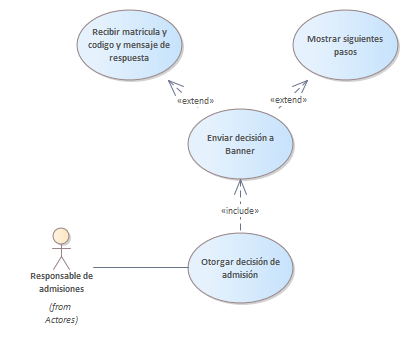 Recibir matricula y
codigo y mensaje de
respuesta
Mostrar siguientes
pasos
«extend»
«extend»
Enviar decisión a
Banner
«include»
Otorgar decisión de
admisión
Responsable de
admisiones
(from
Actores)